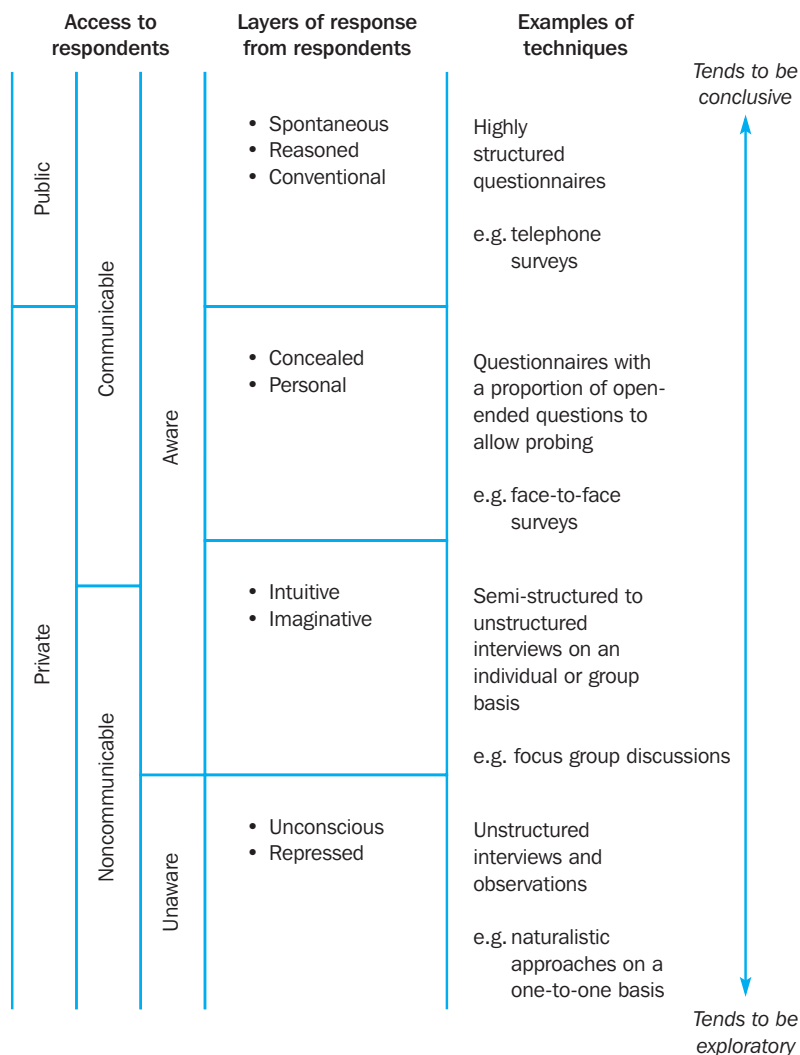 Access to
respondents
Layers of response
from respondents
Examples of
techniques
Tends to be
conclusive
Public
Private
Communicable
Noncommunicable
Aware
Unaware
• Spontaneous
• Reasoned
• Conventional
Highly
structured
questionnaires
e.g. telephone
surveys
• Concealed
• Personal
Questionnaires with
a proportion of open-
ended questions to
allow probing
e.g. face-to-face
surveys
• Intuitive
• Imaginative
Semi-structured to
unstructured
interviews on an
individual or group
basis
e.g. focus group discussions
• Unconscious
• Repressed
Unstructured
interviews and
observations
e.g. naturalistic
approaches on a
one-to-one basis
Tends to be
exploratory